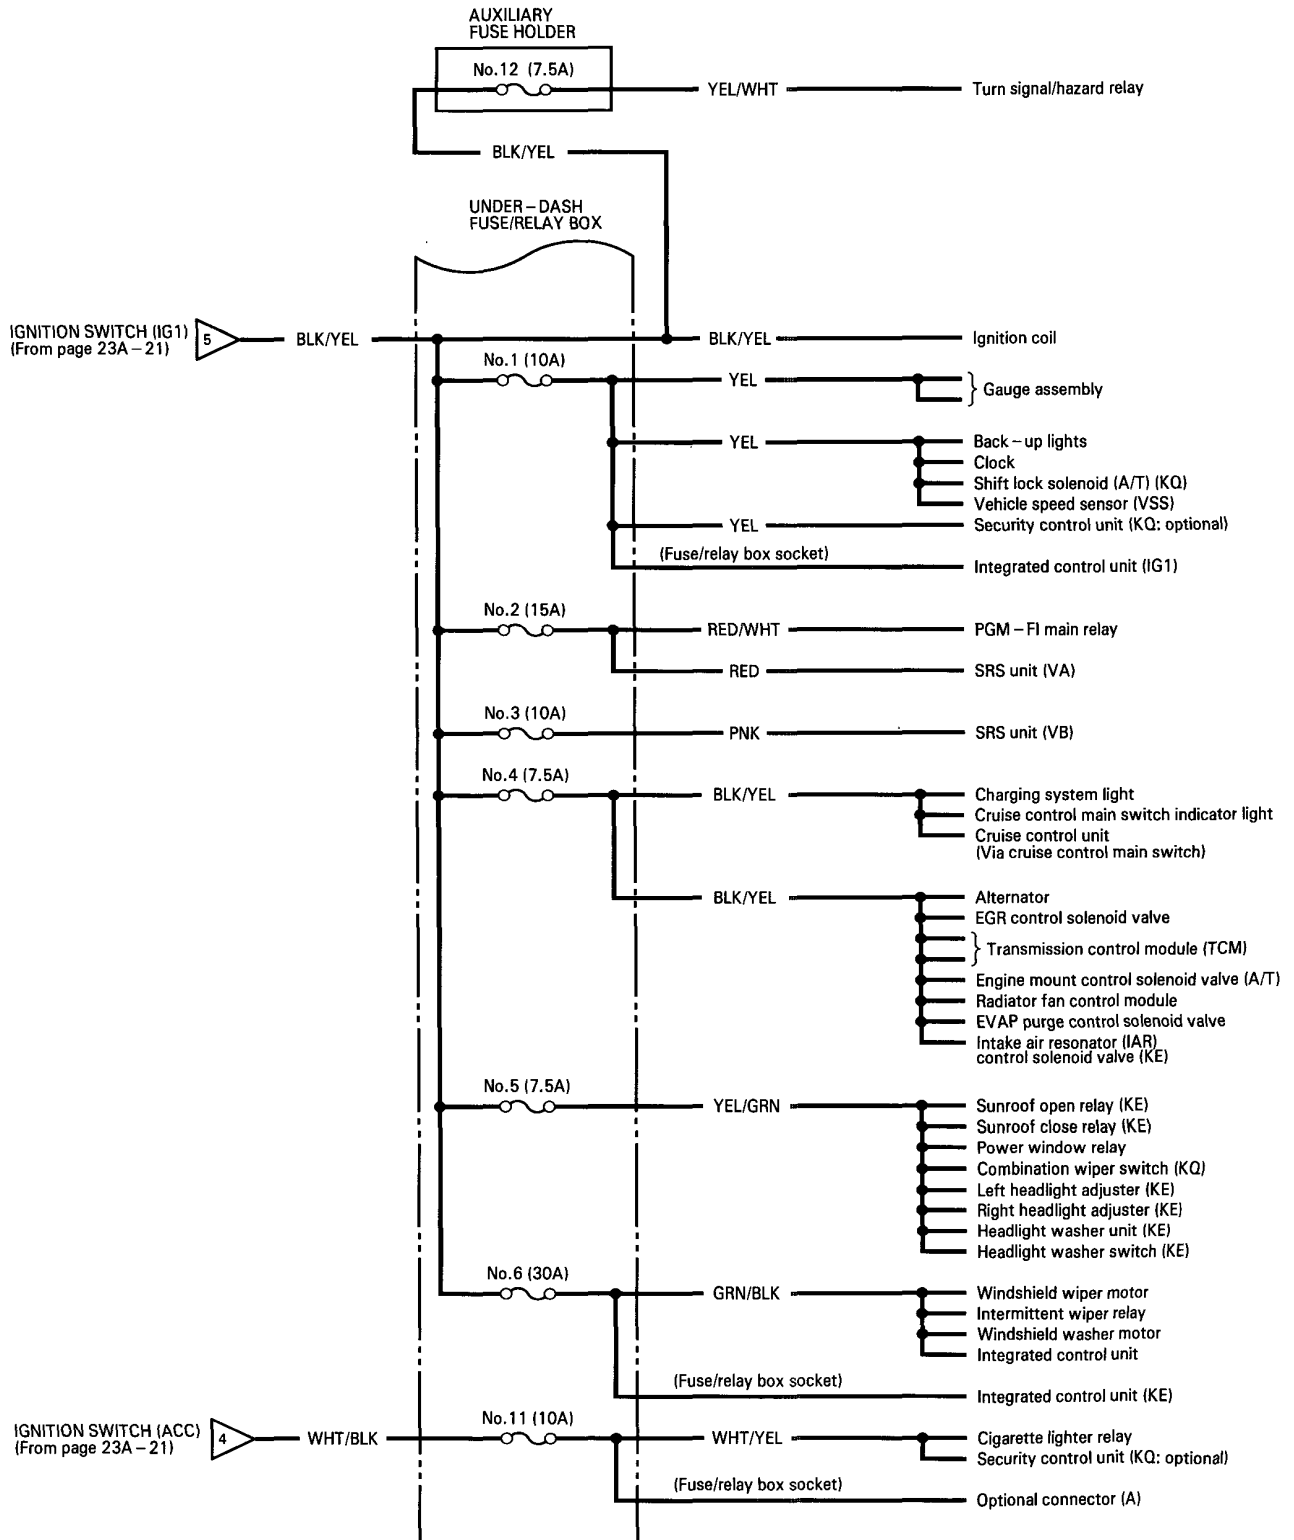 AUXILIARY
FUSE HOLDER
No.12 (7.5A)
YEL/WHT
Turn signal/hazard relay
BLK/YEL
UNDER-DASH
FUSE/RELAY BOX
IGNITION SWITCH (IG1)
(From page 23A-21)
5
BLK/YEL
BLK/YEL
Ignition coil
No.1 (10A)
YEL
Gauge assembly
YEL
Back-up lights
Clock
Shift lock solenoid (A/T) (KQ)
Vehicle speed sensor (VSS)
YEL
Security control unit (KQ: optional)
(Fuse/relay box socket)
Integrated control unit (IG1)
No.2 (15A)
RED/WHT
PGM-FI main relay
RED
SRS unit (VA)
No.3 (10A)
PNK
SRS unit (VB)
No.4 (7.5A)
BLK/YEL
Charging system light
Cruise control main switch indicator light
Cruise control unit
(Via cruise control main switch)
BLK/YEL
Alternator
EGR control solenoid valve
Transmission control module (TCM)
Engine mount control solenoid valve (A/T)
Radiator fan control module
EVAP purge control solenoid valve
Intake air resonator (IAR)
control solenoid valve (KE)
No.5 (7.5A)
YEL/GRN
Sunroof open relay (KE)
Sunroof close relay (KE)
Power window relay
Combination wiper switch (KQ)
Left headlight adjuster (KE)
Right headlight adjuster (KE)
Headlight washer unit (KE)
Headlight washer switch (KE)
No.6 (30A)
GRN/BLK
Windshield wiper motor
Intermittent wiper relay
Windshield washer motor
Integrated control unit
(Fuse/relay box socket)
Integrated control unit (KE)
IGNITION SWITCH (ACC)
(From page 23A-21)
4
WHT/BLK
No.11 (10A)
WHT/YEL
Cigarette lighter relay
Security control unit (KQ: optional)
(Fuse/relay box socket)
Optional connector (A)